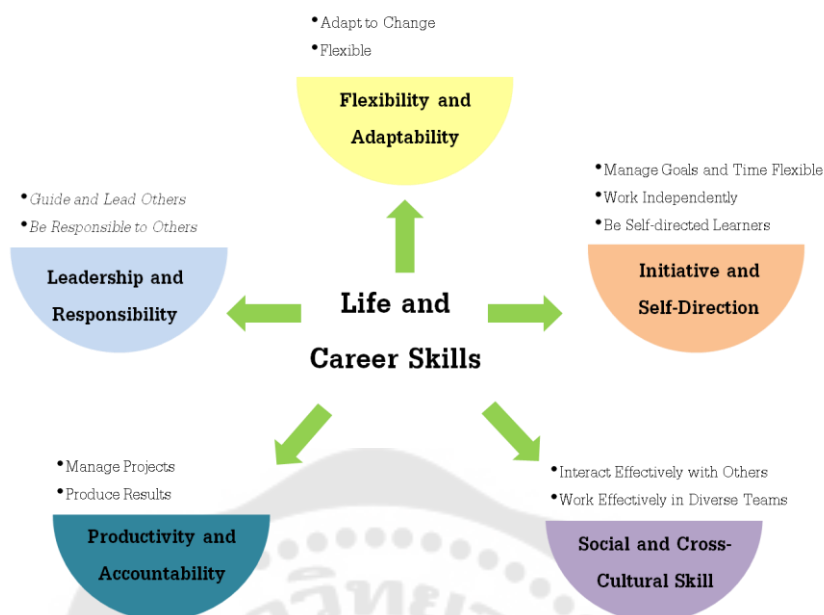 • Adapt to Change
• Flexible
Flexibility and
Adaptability
• Manage Goals and Time Flexible
• Work Independently
• Be Self-directed Learners
Initiative and
Self-Direction
• Guide and Lead Others
• Be Responsible to Others
Leadership and
Responsibility
Life and
Career Skills
• Manage Projects
• Produce Results
Productivity and
Accountability
• Interact Effectively with Others
• Work Effectively in Diverse Teams
Social and Cross-
Cultural Skill